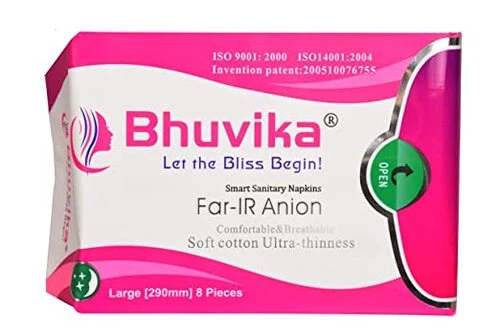 ISO 9001: 2000 ISO14001:2004
Invention patent:200510076755
Bhuvika®
Let the Bliss Begin!
OPEN
Smart Sanitary Napkins
Far-IR Anion
Comfortable&Breathable
Soft cotton Ultra-thinness
Large [290mm] 8 Pieces